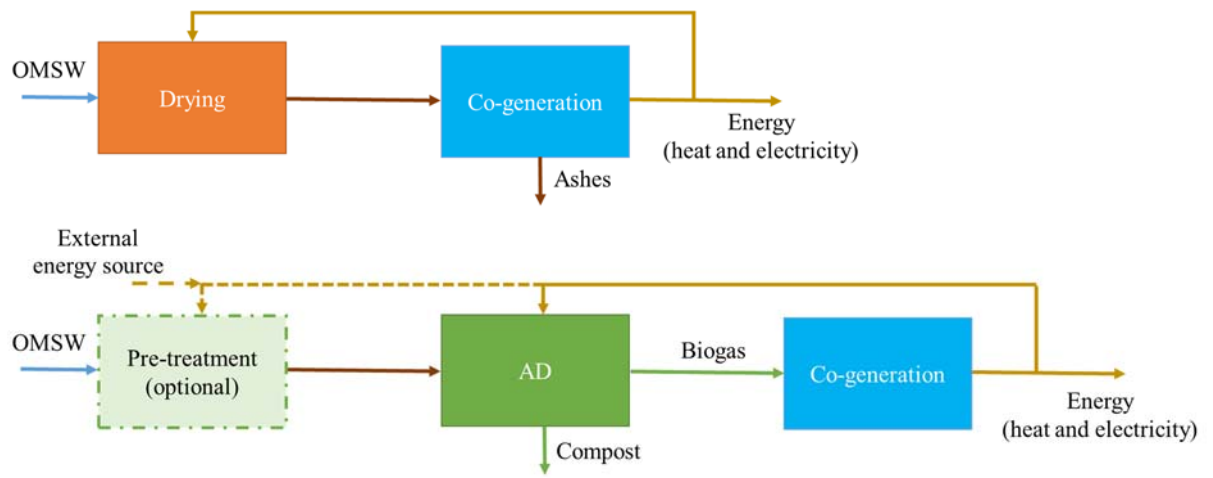 OMSW
Drying
Co-generation
Energy
(heat and electricity)
Ashes
External
energy source
OMSW
Pre-treatment
(optional)
AD
Biogas
Co-generation
Energy
(heat and electricity)
Compost